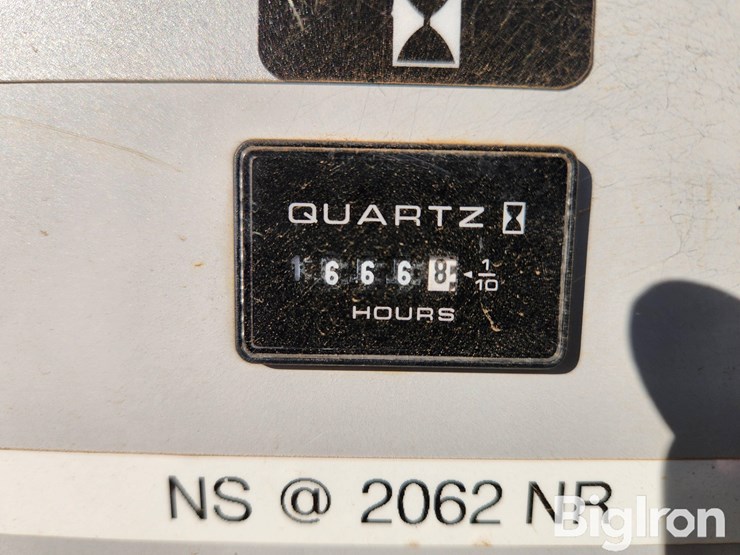 QUARTZ
1 6 6 6 8 1/10
HOURS
NS @ 2062 NR
BigIron